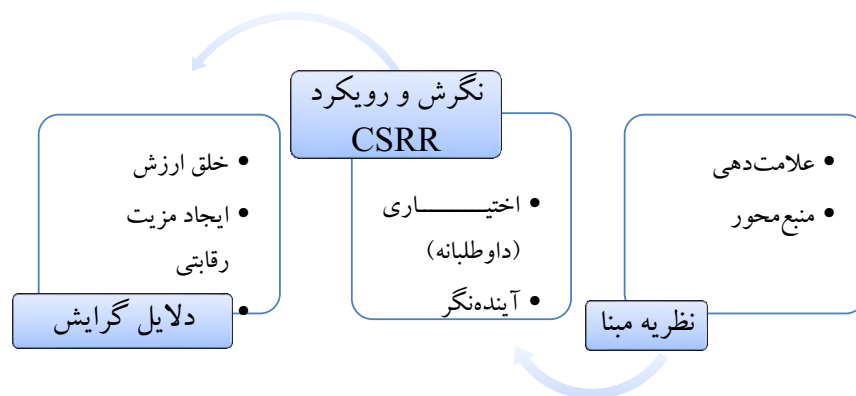 • علامت‌دهی
• منبع‌محور
نظریه مبنا
نگرش و رویکرد
CSRR
• اختیـــــــــاری
(داوطلبانه)
• آینده‌نگر
• خلق ارزش
• ایجاد مزیت
رقابتی
•
دلایل گرایش